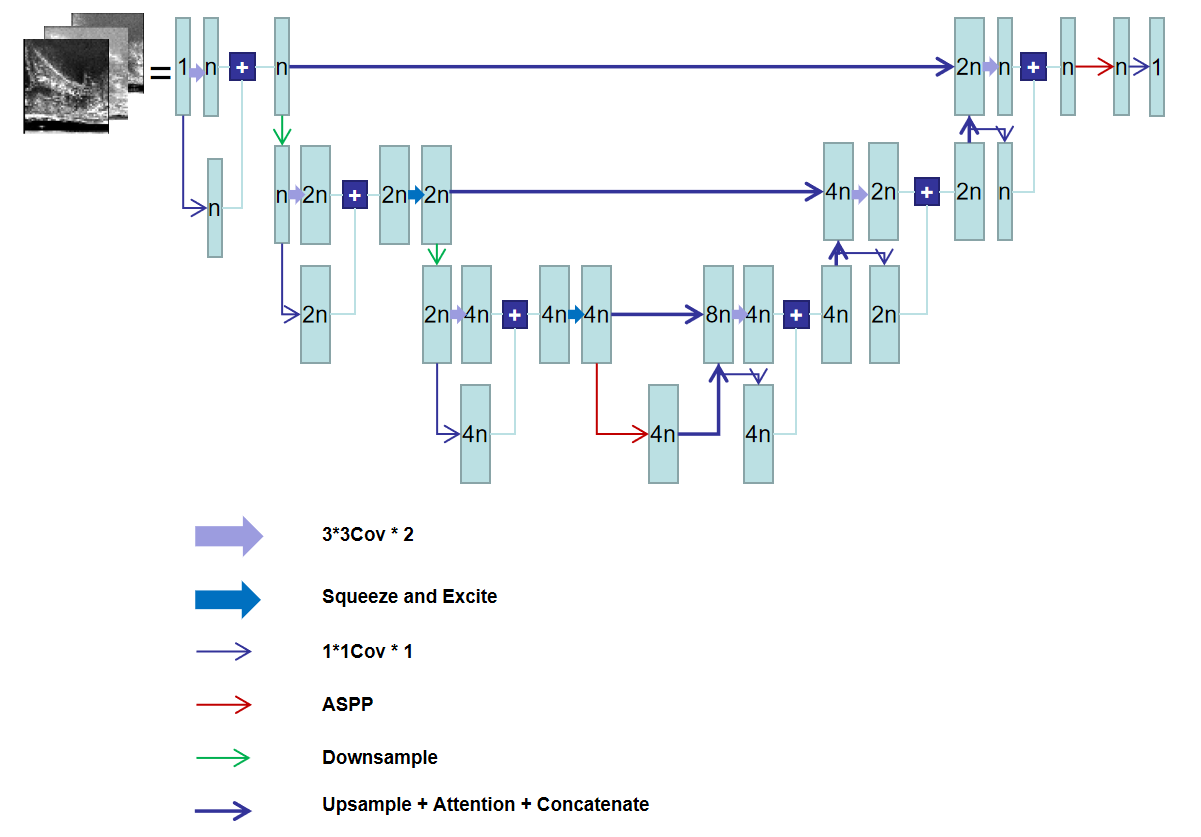 = 1 n + n 2n n + n n 1
n
n 2n + 2n 2n 4n 2n + 2n n
2n
2n 4n + 4n 4n 8n 4n + 4n 2n
4n 4n 4n
3*3Cov * 2
Squeeze and Excite
1*1Cov * 1
ASPP
Downsample
Upsample + Attention + Concatenate